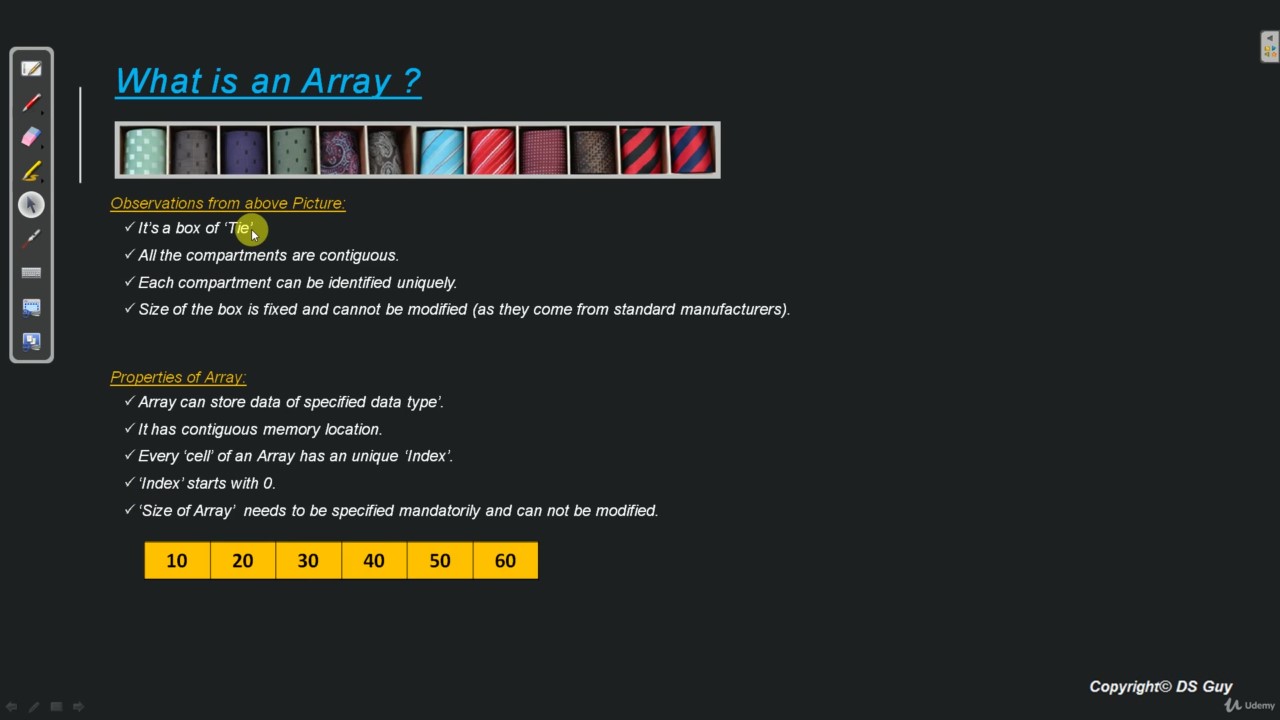 What is an Array ?
Observations from above Picture:
✓ It's a box of 'Tie'.
✓ All the compartments are contiguous.
✓ Each compartment can be identified uniquely.
✓ Size of the box is fixed and cannot be modified (as they come from standard manufacturers).
Properties of Array:
✓ Array can store data of specified data type'.
✓ It has contiguous memory location.
✓ Every 'cell' of an Array has an unique 'Index'.
✓ 'Index' starts with 0.
✓ 'Size of Array' needs to be specified mandatorily and can not be modified.
10 20 30 40 50 60
Copyright© DS Guy
Udemy